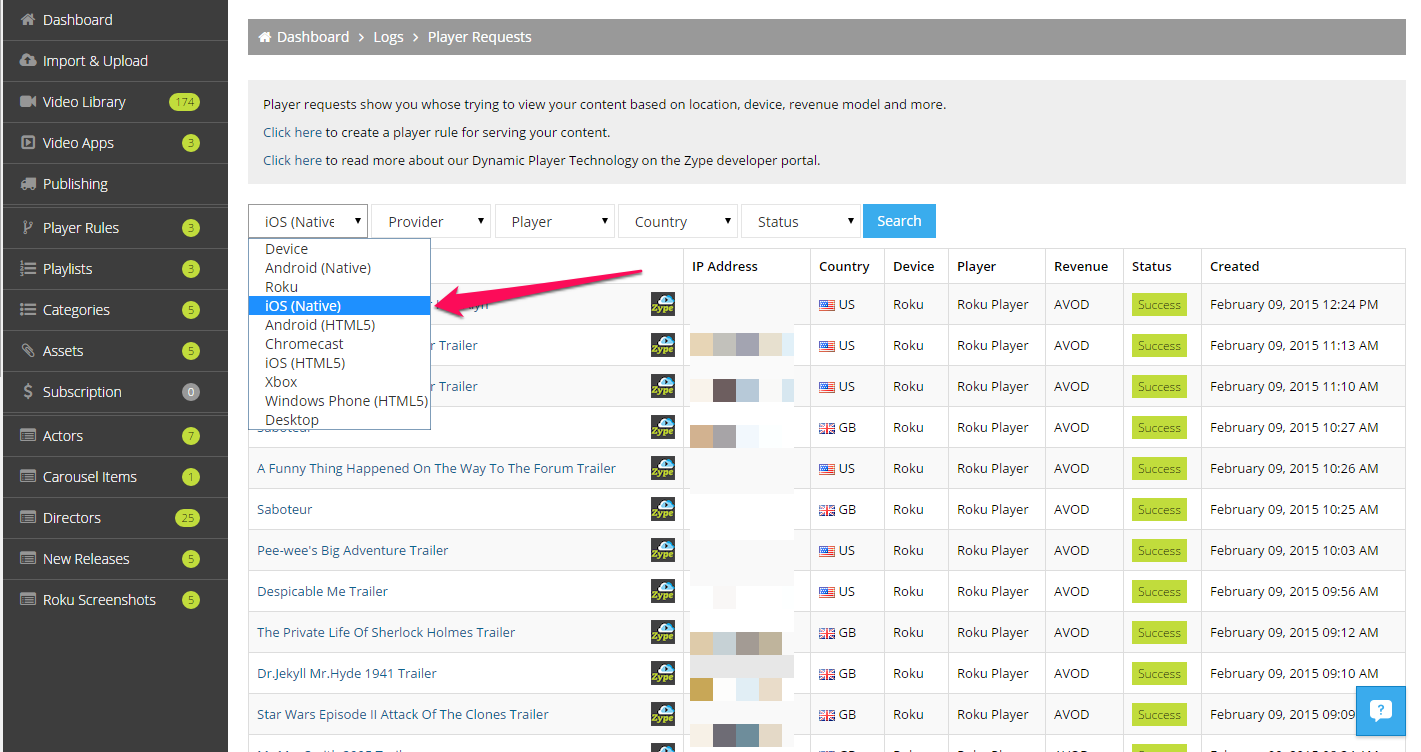 Dashboard
Import & Upload
Video Library 174
Video Apps 3
Publishing
Player Rules 3
Playlists 3
Categories 5
Assets 5
Subscription 0
Actors 7
Carousel Items 1
Directors 25
New Releases 5
Roku Screenshots 5
Dashboard > Logs > Player Requests
Player requests show you whose trying to view your content based on location, device, revenue model and more.
Click here to create a player rule for serving your content.
Click here to read more about our Dynamic Player Technology on the Zype developer portal.
iOS (Native Provider Player Country Status Search
Device
Android (Native)
Roku
iOS (Native)
Android (HTML5)
Chromecast
iOS (HTML5)
Xbox
Windows Phone (HTML5)
Desktop
IP Address Country Device Player Revenue Status Created
Zype US Roku Roku Player AVOD Success February 09, 2015 12:24 PM
r Trailer Zype US Roku Roku Player AVOD Success February 09, 2015 11:13 AM
r Trailer Zype US Roku Roku Player AVOD Success February 09, 2015 11:10 AM
Saboteur Zype GB Roku Roku Player AVOD Success February 09, 2015 10:27 AM
A Funny Thing Happened On The Way To The Forum Trailer Zype US Roku Roku Player AVOD Success February 09, 2015 10:26 AM
Saboteur Zype GB Roku Roku Player AVOD Success February 09, 2015 10:25 AM
Pee-wee's Big Adventure Trailer Zype US Roku Roku Player AVOD Success February 09, 2015 10:03 AM
Despicable Me Trailer Zype US Roku Roku Player AVOD Success February 09, 2015 09:56 AM
The Private Life Of Sherlock Holmes Trailer Zype GB Roku Roku Player AVOD Success February 09, 2015 09:12 AM
Dr.Jekyll Mr.Hyde 1941 Trailer Zype GB Roku Roku Player AVOD Success February 09, 2015 09:10 AM
Star Wars Episode II Attack Of The Clones Trailer Zype GB Roku Roku Player AVOD Success February 09, 2015 09:09